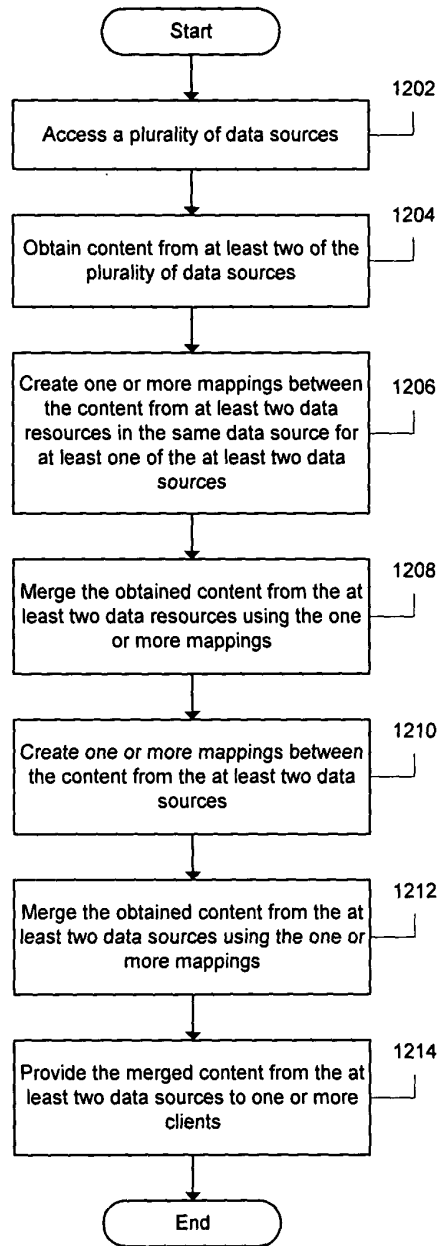 Start
1202
Access a plurality of data sources
1204
Obtain content from at least two of the
plurality of data sources
1206
Create one or more mappings between
the content from at least two data
resources in the same data source for
at least one of the at least two data
sources
1208
Merge the obtained content from the at
least two data resources using the one
or more mappings
1210
Create one or more mappings between
the content from the at least two data
sources
1212
Merge the obtained content from the at
least two data sources using the one or
more mappings
1214
Provide the merged content from the at
least two data sources to one or more
clients
End